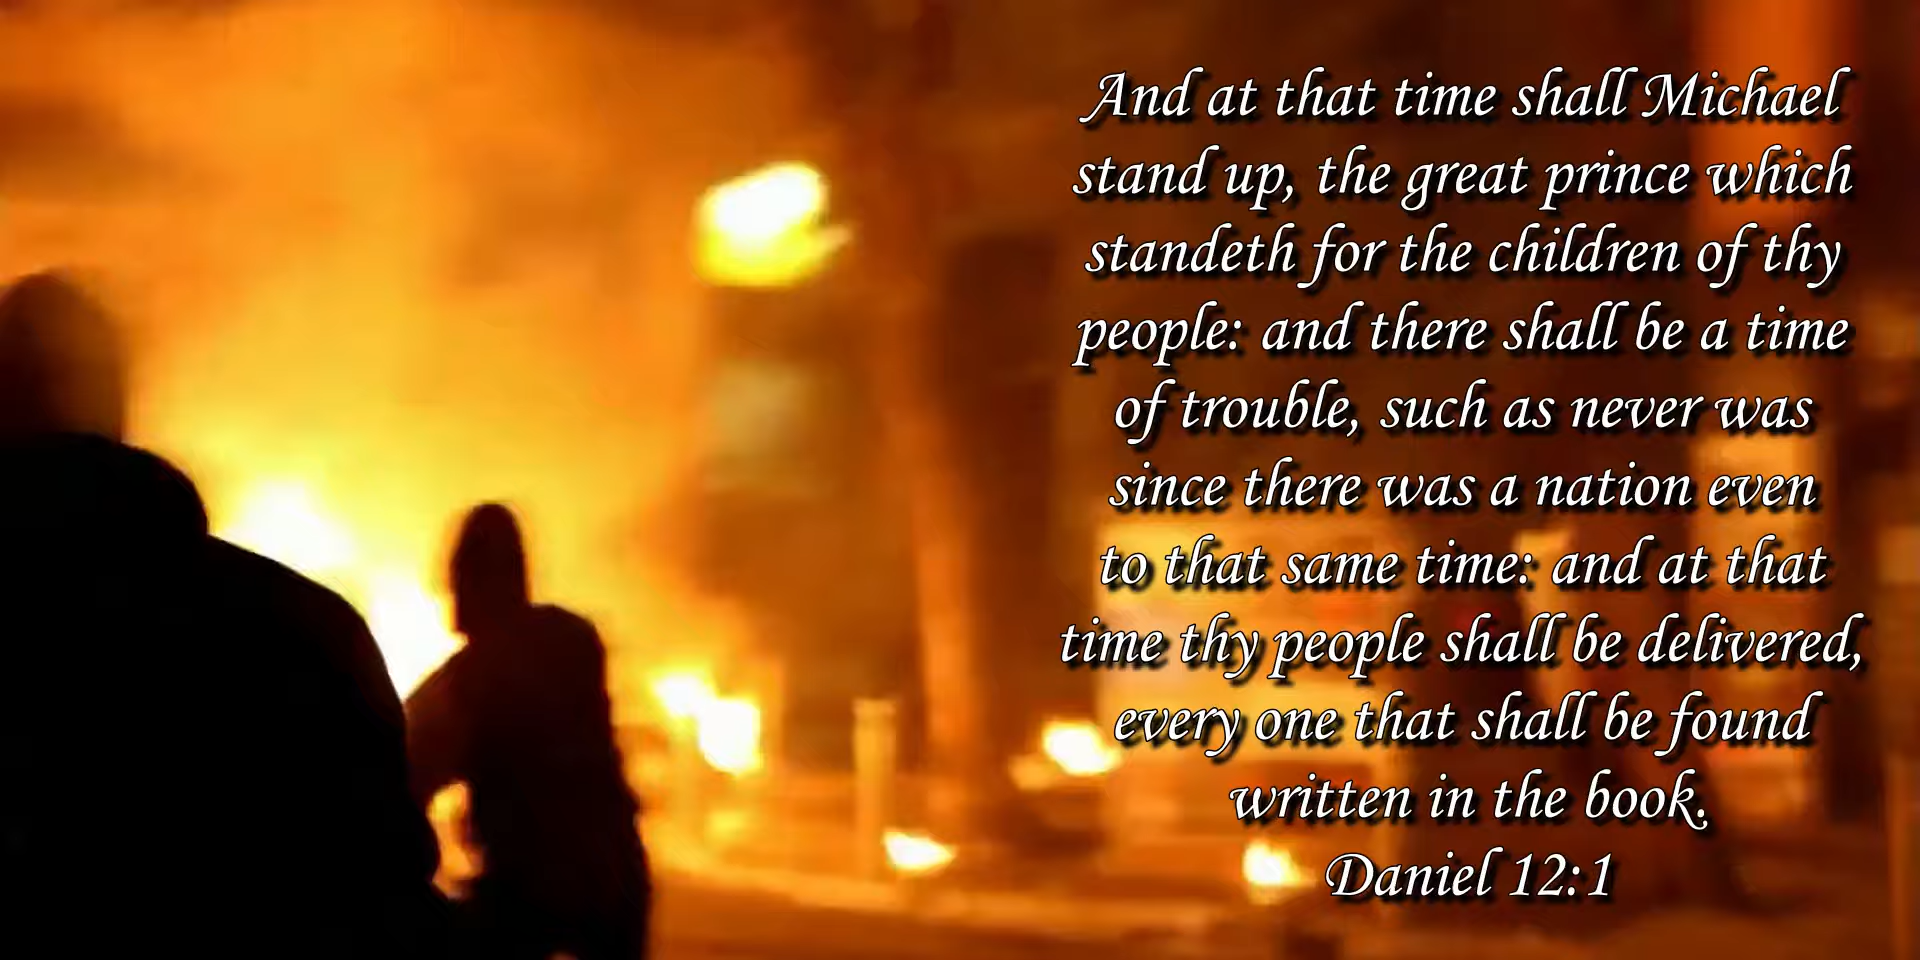 And at that time shall Michael
stand up, the great prince which
standeth for the children of thy
people: and there shall be a time
of trouble, such as never was
since there was a nation even
to that same time: and at that
time thy people shall be delivered,
every one that shall be found
written in the book.
Daniel 12:1